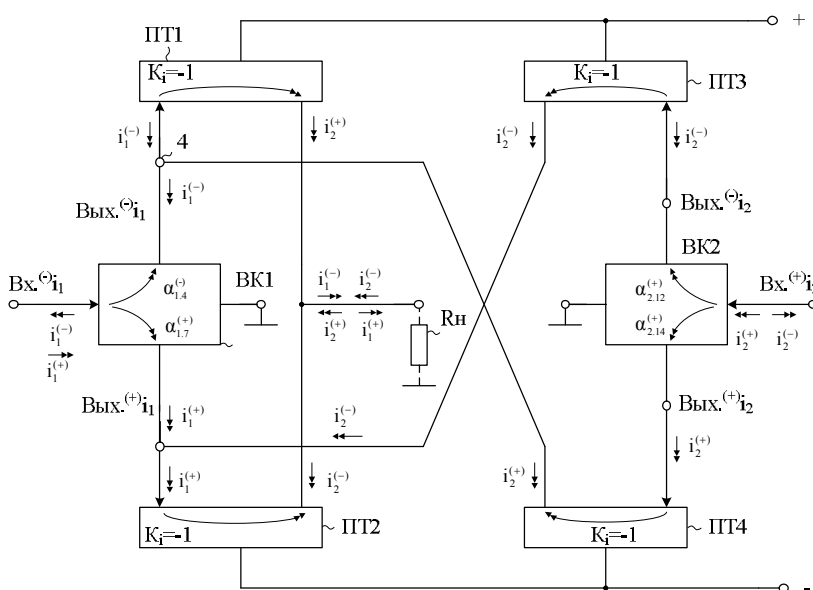 ПТ1
+
Ki=-1
Ki=-1
ПТ3
i1(-)
i2(+)
i2(-)
i2(-)
4
i1(-)
Вых.(-)i1
Вых.(-)i2
ВК1
ВК2
Вх.(-)i1
α1.4(-)
α1.7(+)
i1(-) i2(-)
i2(+) i1(+)
α2.12(+)
α2.14(+)
Вх.(+)i
i1(-)
i1(+)
Rн
i2(+) i2(-)
Вых.(+)i1
i1(+)
i2(-)
Вых.(+)i2
i2(+)
i1(+)
i2(-)
i2(+)
Ki=-1
ПТ2
Ki=-1
ПТ4
-